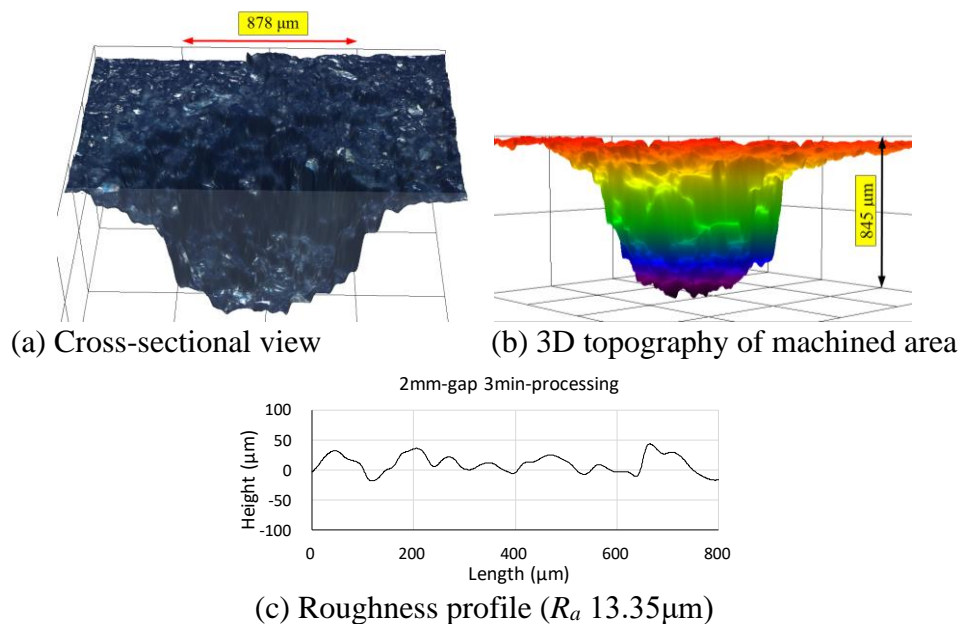 878 µm
845 µm
(a) Cross-sectional view
(b) 3D topography of machined area
2mm-gap 3min-processing
100
50
0
-50
-100
Height (µm)
0
200
400
600
800
Length (µm)
(c) Roughness profile (Ra 13.35µm)